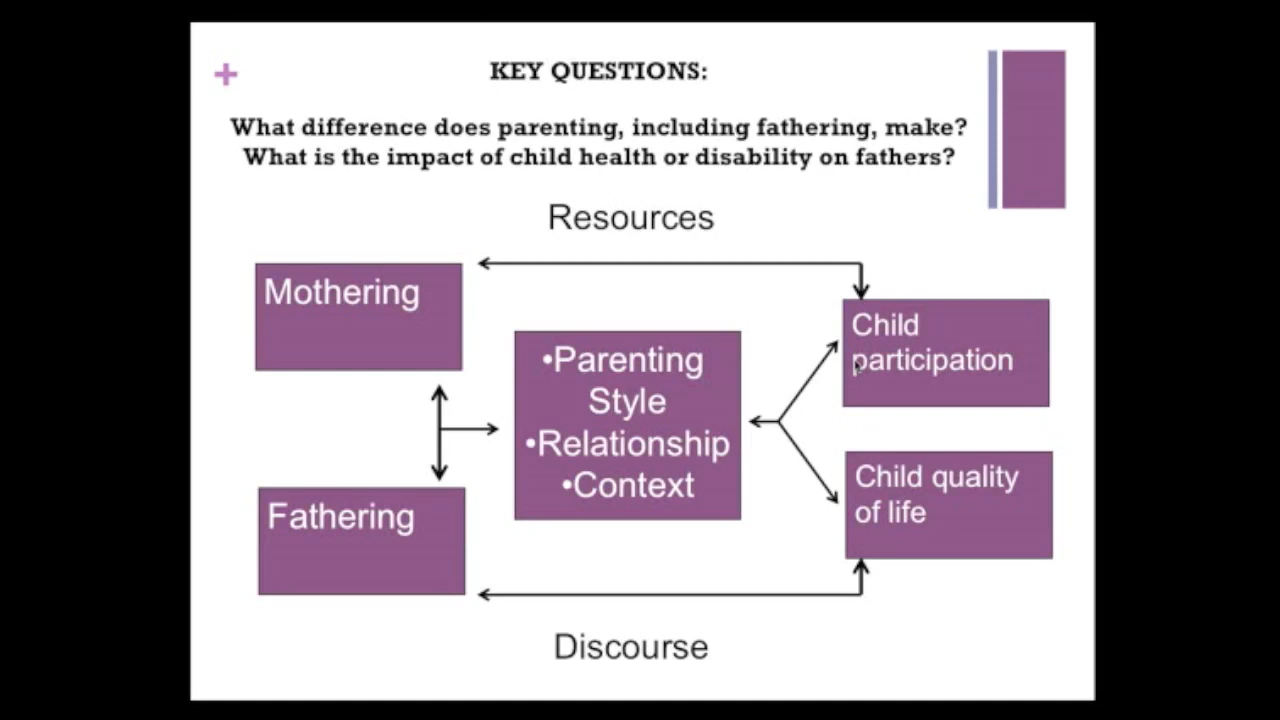 +
KEY QUESTIONS:
What difference does parenting, including fathering, make?
What is the impact of child health or disability on fathers?
Resources
Mothering
Fathering
•Parenting
Style
•Relationship
•Context
Child
participation
Child quality
of life
Discourse